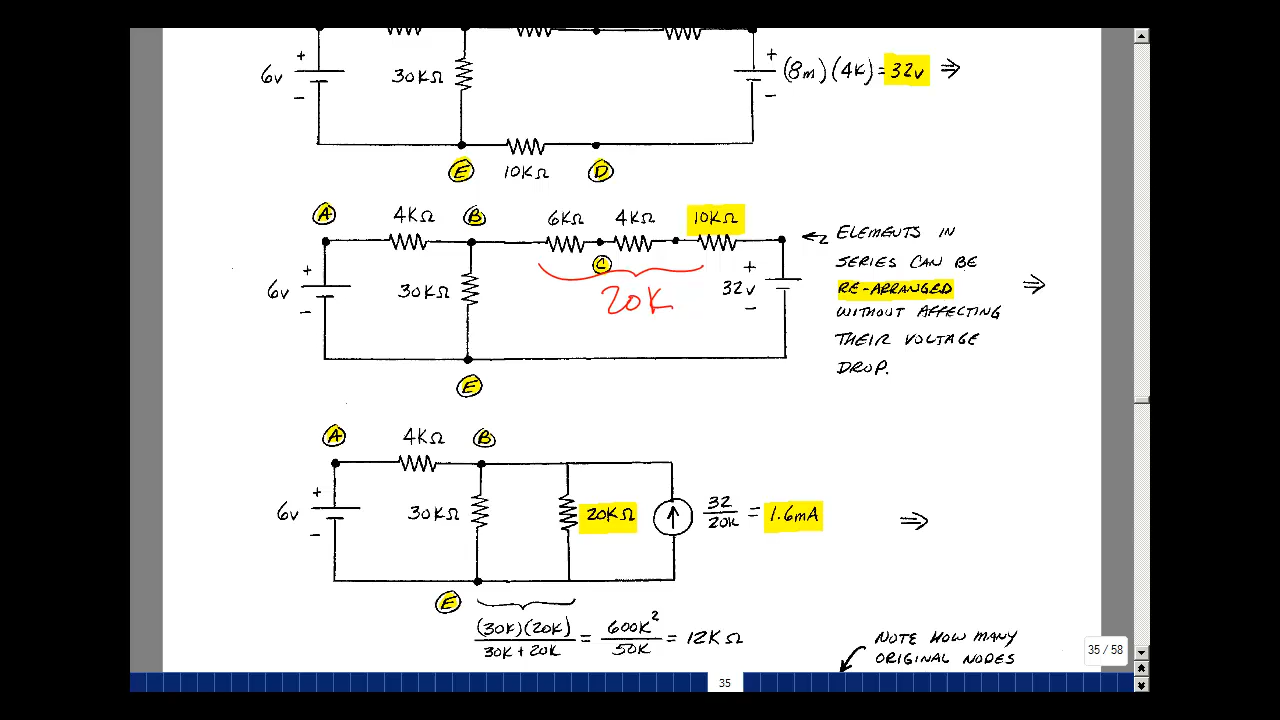 6v + - 30KΩ + - (8m)(4K) = 32v ⇒
E 10KΩ D
A 4KΩ B 6KΩ C 4KΩ 10KΩ
6v + - 30KΩ 20K 32v + -
E
ELEMENTS IN
SERIES CAN BE
RE-ARRANGED ⇒
WITHOUT AFFECTING
THEIR VOLTAGE
DROP.
A 4KΩ B
6v + - 30KΩ 20KΩ 32/20K = 1.6mA ⇒
E
(30K)(20K)/30K + 20K = 600K²/50K = 12KΩ
NOTE HOW MANY
ORIGINAL NODES
35 / 58
35